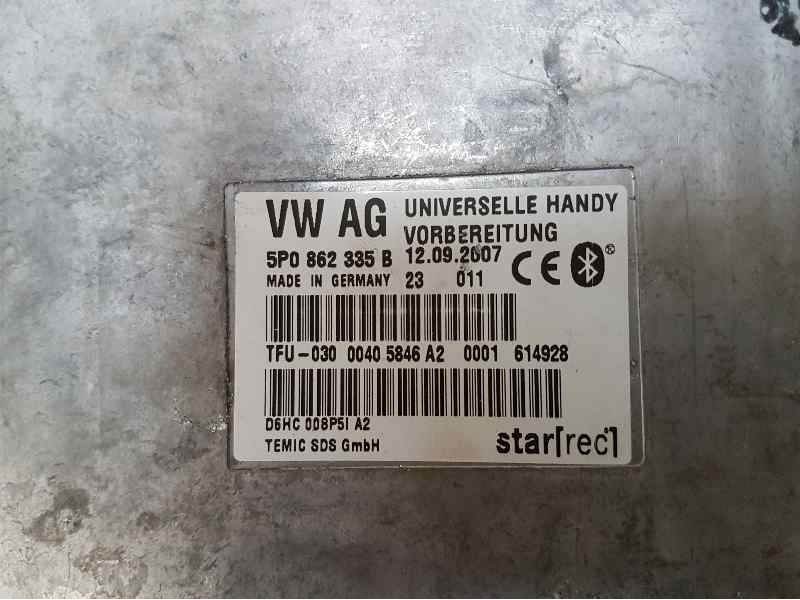 VW AG UNIVERSELLE HANDY
VORBEREITUNG
5P0 862 335 B 12.09.2007
MADE IN GERMANY 23 011 CE
TFU-030 0040 5846 A2 0001 614928
D6HC 008P5I A2
TEMIC SDS GmbH
star[rec]